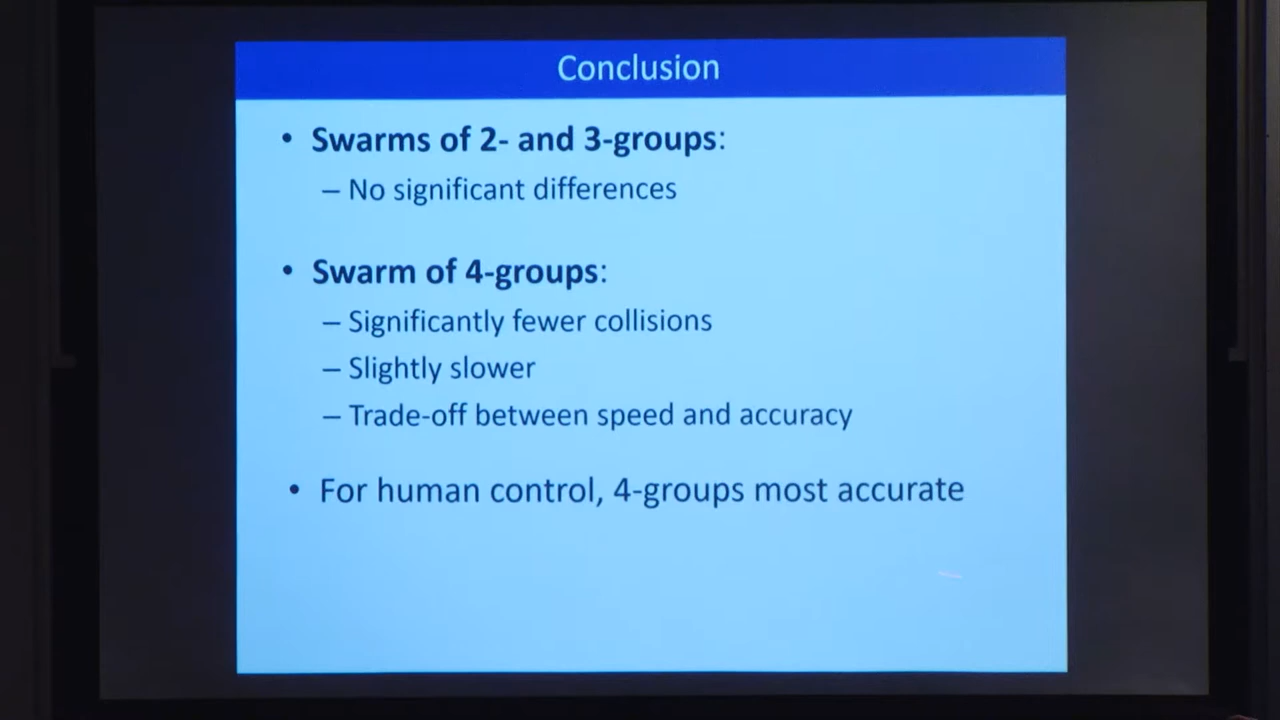 Conclusion
• Swarms of 2- and 3-groups:
– No significant differences
• Swarm of 4-groups:
– Significantly fewer collisions
– Slightly slower
– Trade-off between speed and accuracy
• For human control, 4-groups most accurate